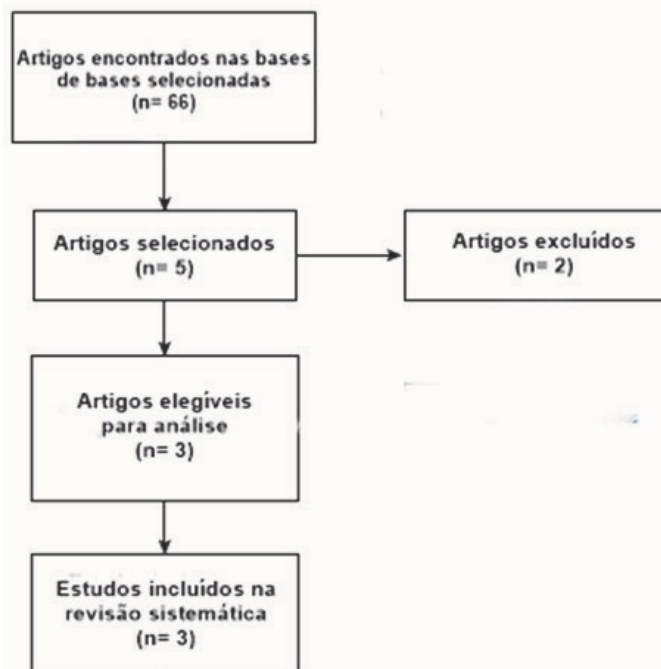 Artigos encontrados nas bases
de bases selecionadas
(n= 66)
Artigos selecionados
(n= 5)
Artigos excluídos
(n= 2)
Artigos elegíveis
para análise
(n= 3)
Estudos incluídos na
revisão sistemática
(n= 3)